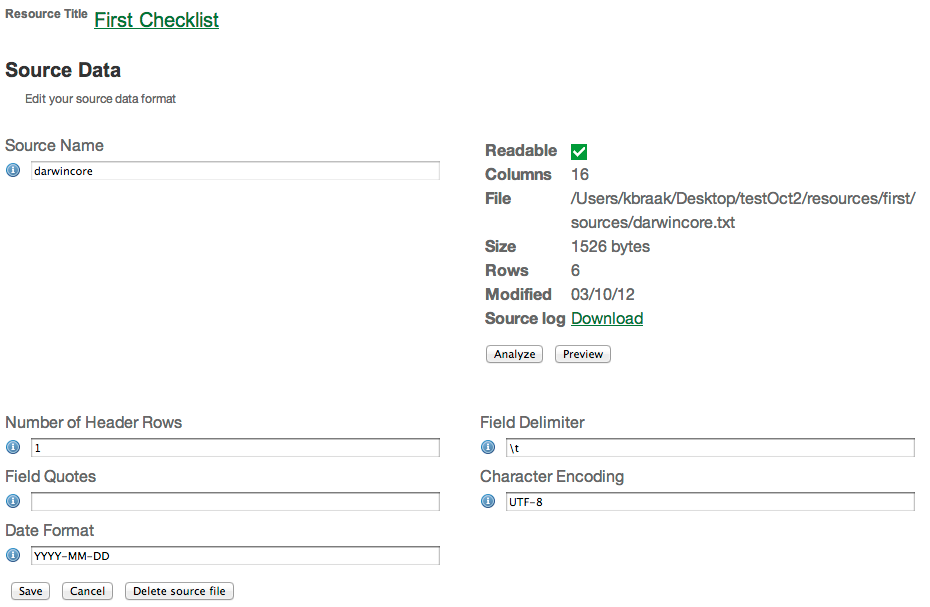 Resource Title First Checklist
Source Data
Edit your source data format
Source Name
darwincore
Readable
Columns 16
File /Users/kbraak/Desktop/testOct2/resources/first/
sources/darwincore.txt
Size 1526 bytes
Rows 6
Modified 03/10/12
Source log Download
Analyze Preview
Number of Header Rows Field Delimiter
1 \t
Field Quotes Character Encoding
UTF-8
Date Format
YYYY-MM-DD
Save Cancel Delete source file